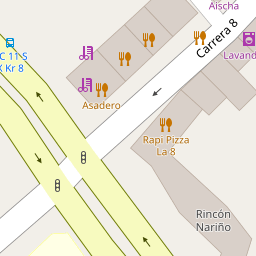 Aischa
Carrera 8
Lavand
C 11 S
X Kr 8
Asadero
Rapi Pizza
La 8
Rincón
Nariño